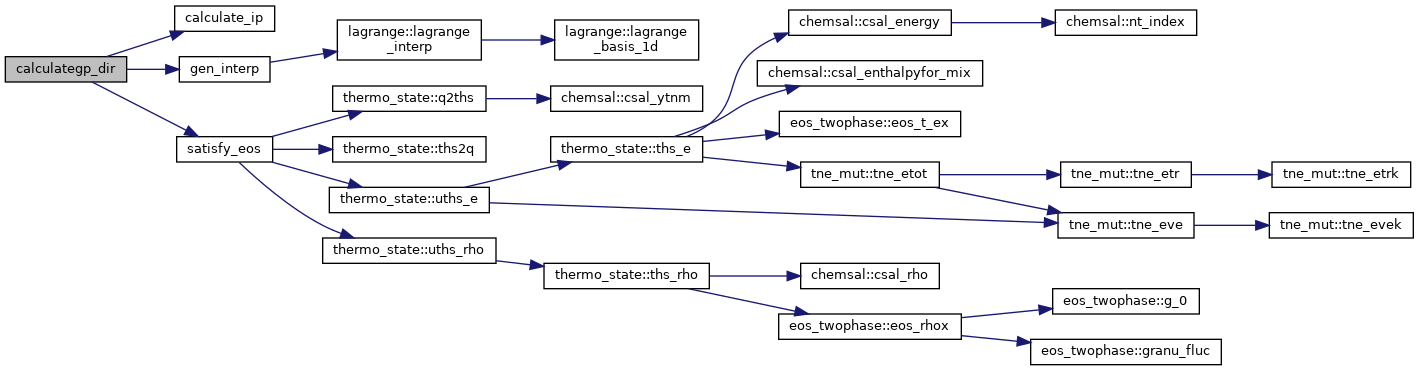 calculategp_dir
calculate_ip
gen_interp
satisfy_eos
lagrange::lagrange
_interp
lagrange::lagrange
_basis_1d
thermo_state::q2ths
chemsal::csal_ytnm
thermo_state::ths2q
thermo_state::uths_e
thermo_state::uths_rho
thermo_state::ths_e
thermo_state::ths_rho
chemsal::csal_energy
chemsal::nt_index
chemsal::csal_enthalpyfor_mix
eos_twophase::eos_t_ex
tne_mut::tne_etot
tne_mut::tne_etr
tne_mut::tne_etrk
tne_mut::tne_eve
tne_mut::tne_evek
chemsal::csal_rho
eos_twophase::eos_rhox
eos_twophase::g_0
eos_twophase::granu_fluc